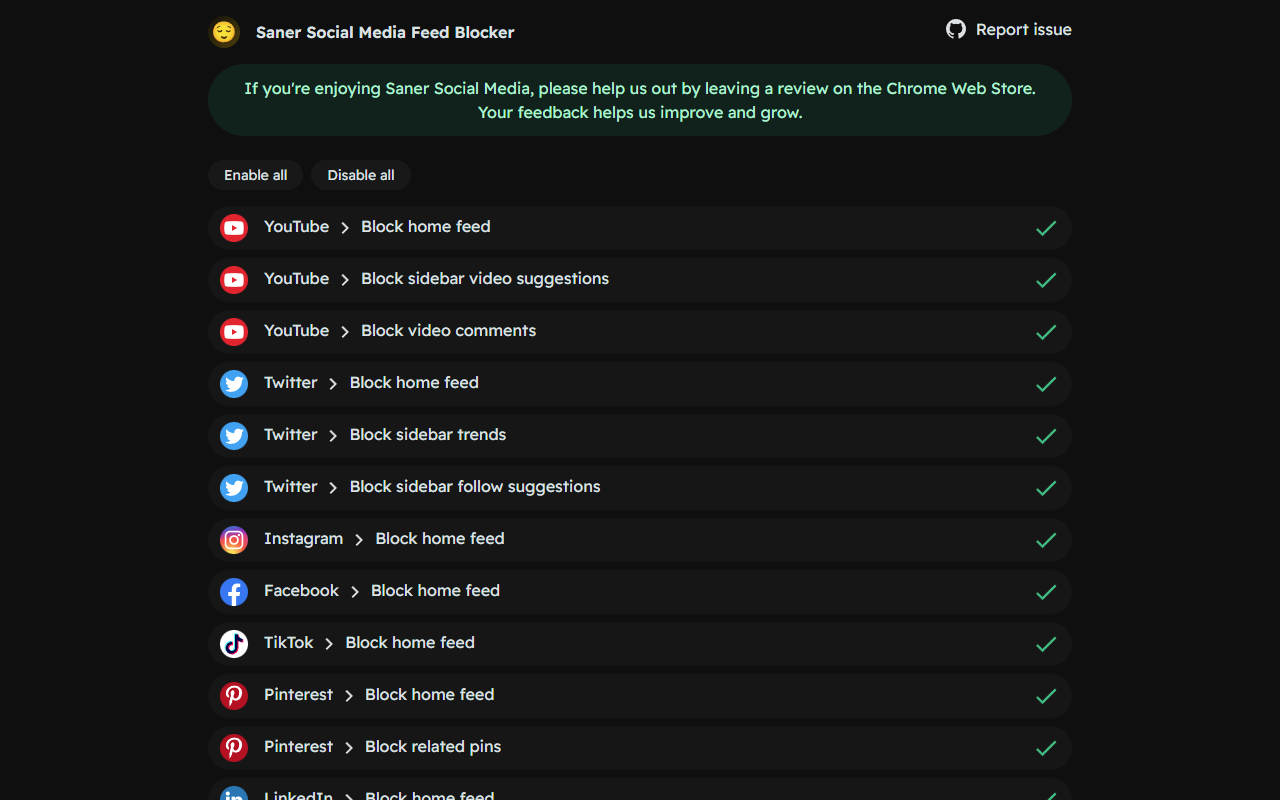 Saner Social Media Feed Blocker
Report issue
If you're enjoying Saner Social Media, please help us out by leaving a review on the Chrome Web Store.
Your feedback helps us improve and grow.
Enable all
Disable all
YouTube > Block home feed
YouTube > Block sidebar video suggestions
YouTube > Block video comments
Twitter > Block home feed
Twitter > Block sidebar trends
Twitter > Block sidebar follow suggestions
Instagram > Block home feed
Facebook > Block home feed
TikTok > Block home feed
Pinterest > Block home feed
Pinterest > Block related pins
LinkedIn > Block home feed